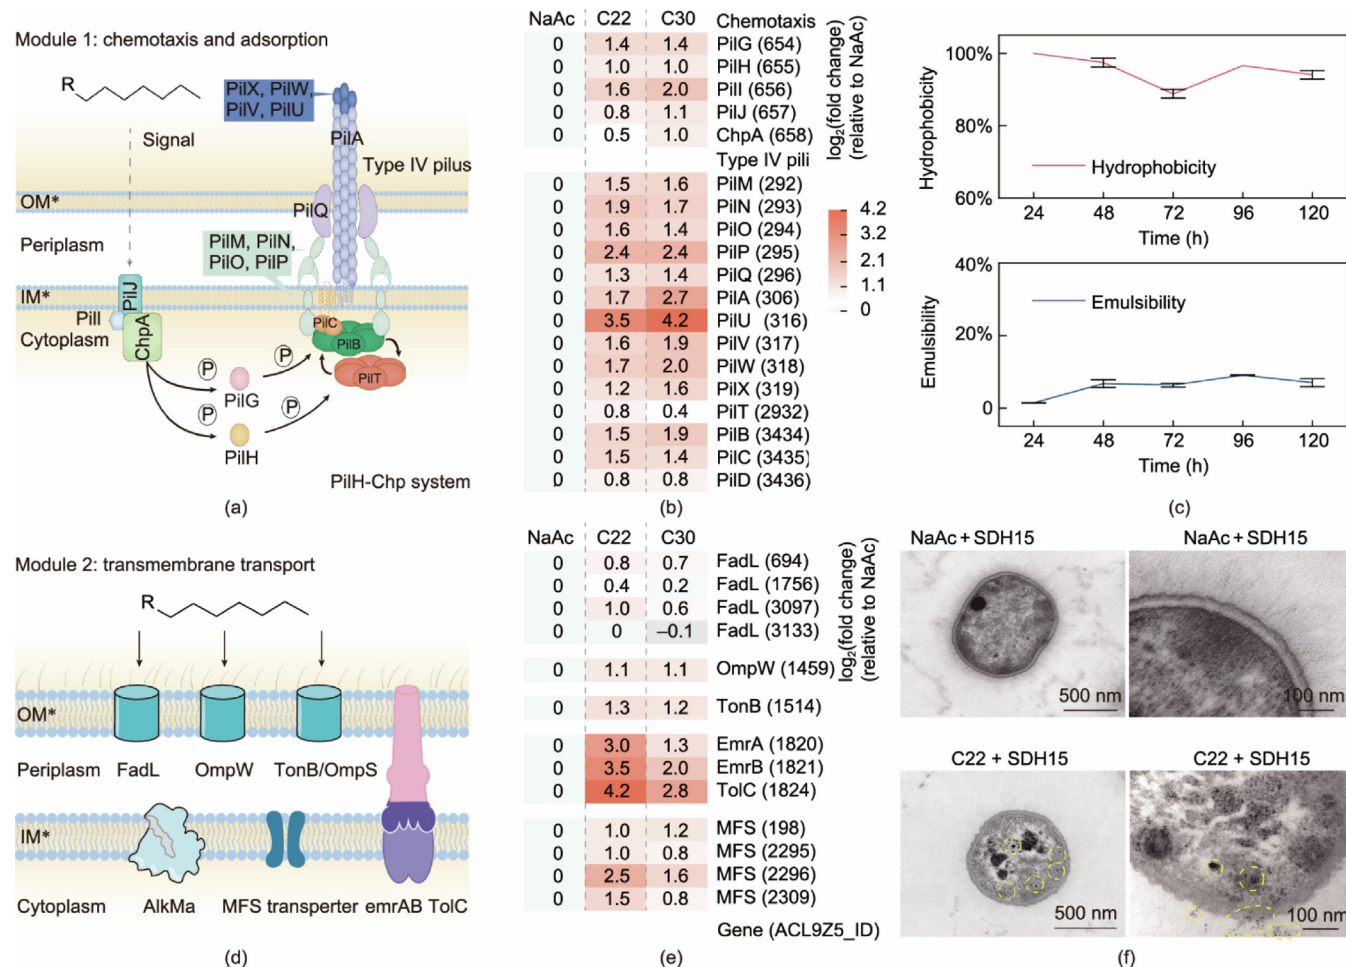 Module 1: chemotaxis and adsorption
R
PilX, PilW,
PilV, PilU
PilA
Signal
Type IV pilus
OM*
PilQ
Periplasm
PilM, PilN,
PilO, PilP
IM*
PilJ
PilI
Cytoplasm
ChpA
PilC
PilB
PilT
P
P
PilG
P
P
PilH
PilH-Chp system
(a)
NaAc C22 C30 Chemotaxis
0 1.4 1.4 PilG (654)
0 1.0 1.0 PilH (655)
0 1.6 2.0 PilI (656)
0 0.8 1.1 PilJ (657)
0 0.5 1.0 ChpA (658)
Type IV pili
0 1.5 1.6 PilM (292)
0 1.9 1.7 PilN (293)
0 1.6 1.4 PilO (294)
0 2.4 2.4 PilP (295)
0 1.3 1.4 PilQ (296)
0 1.7 2.7 PilA (306)
0 3.5 4.2 PilU (316)
0 1.6 1.9 PilV (317)
0 1.7 2.0 PilW (318)
0 1.2 1.6 PilX (319)
0 0.8 0.4 PilT (2932)
0 1.5 1.9 PilB (3434)
0 1.5 1.4 PilC (3435)
0 0.8 0.8 PilD (3436)
log2(fold change)
(relative to NaAc)
4.2
3.2
2.1
1.1
0
(b)
100%
80%
60%
Hydrophobicity
Hydrophobicity
24 48 72 96 120
Time (h)
40%
20%
0
Emulsibility
Emulsibility
24 48 72 96 120
Time (h)
(c)
Module 2: transmembrane transport
R
OM*
Periplasm FadL OmpW TonB/OmpS
IM*
Cytoplasm AlkMa MFS transperter emrAB TolC
(d)
NaAc C22 C30
0 0.8 0.7 FadL (694)
0 0.4 0.2 FadL (1756)
0 1.0 0.6 FadL (3097)
0 0 –0.1 FadL (3133)
0 1.1 1.1 OmpW (1459)
0 1.3 1.2 TonB (1514)
0 3.0 1.3 EmrA (1820)
0 3.5 2.0 EmrB (1821)
0 4.2 2.8 TolC (1824)
0 1.0 1.2 MFS (198)
0 1.0 0.8 MFS (2295)
0 2.5 1.6 MFS (2296)
0 1.5 0.8 MFS (2309)
Gene (ACL9Z5_ID)
log2(fold change)
(relative to NaAc)
(e)
NaAc + SDH15 NaAc + SDH15
500 nm 100 nm
C22 + SDH15 C22 + SDH15
500 nm 100 nm
(f)